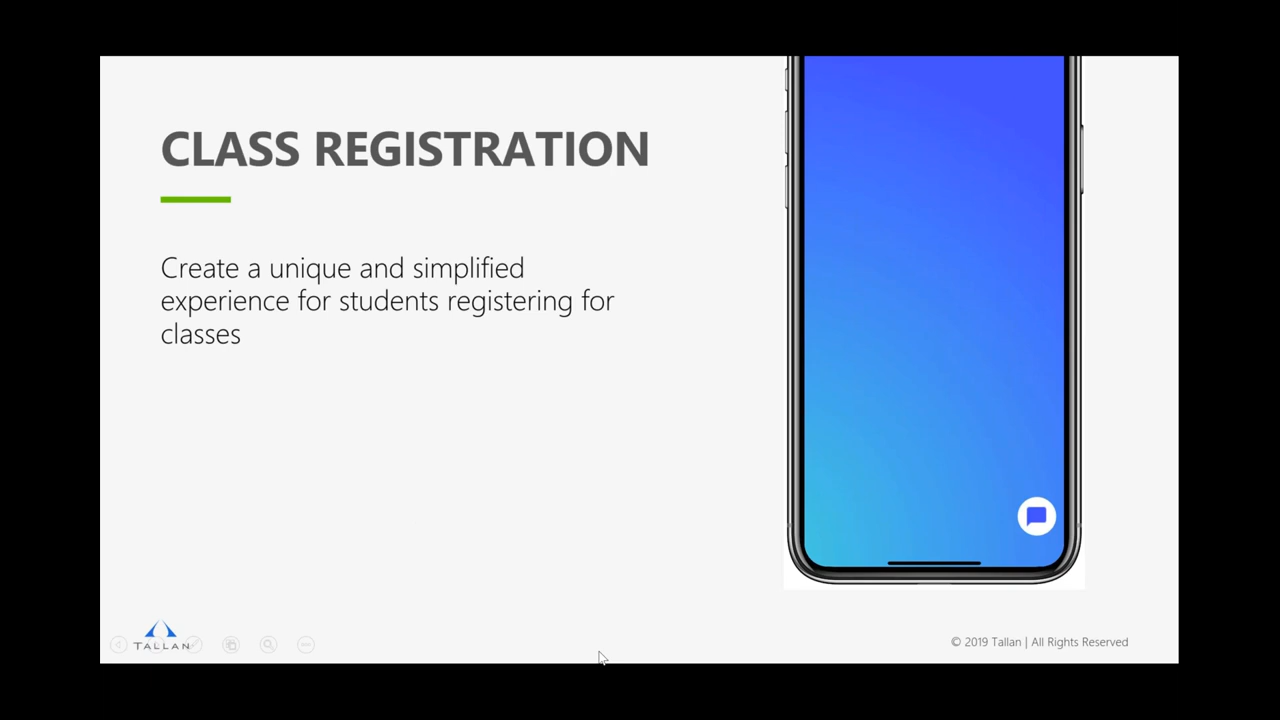 CLASS REGISTRATION
Create a unique and simplified
experience for students registering for
classes
TALLAN
© 2019 Tallan | All Rights Reserved